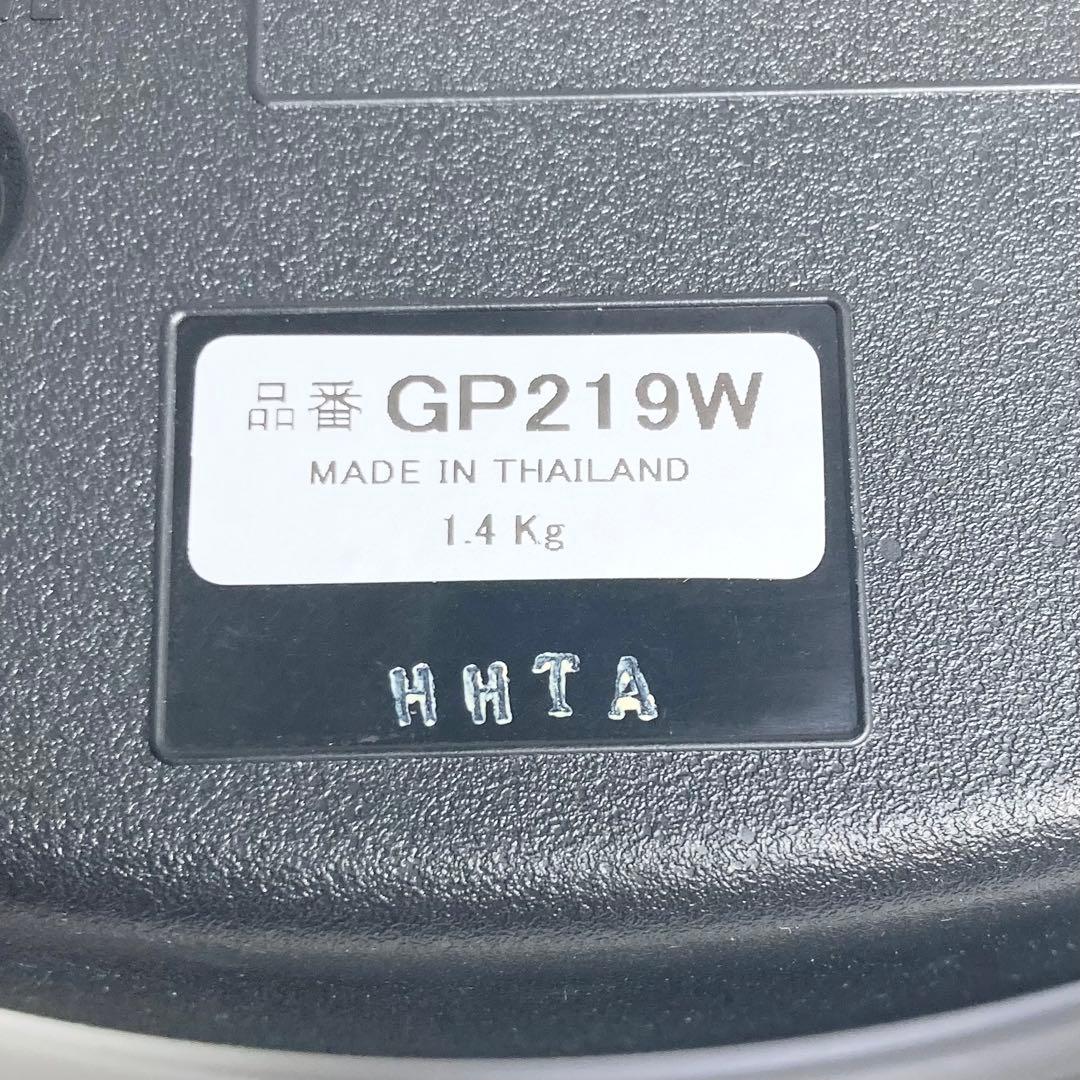 品番 GP219W
MADE IN THAILAND
1.4 Kg
HHTA